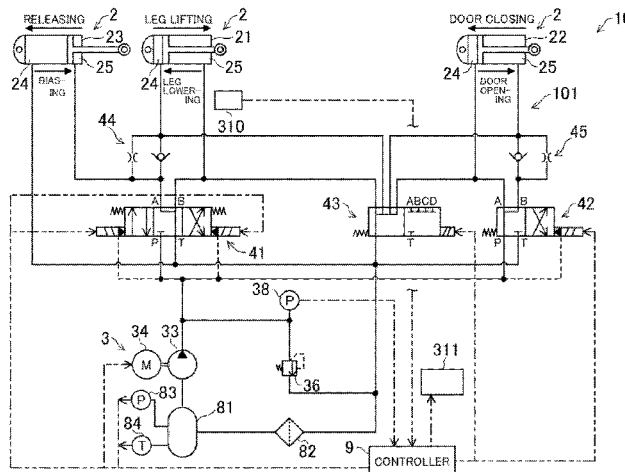 RELEASING 2 LEG LIFTING 2 DOOR CLOSING 2
23 21 22
24 25 24 25 24 25
BIAS-
ING
LEG
LOWER-
ING
DOOR
OPEN-
ING
101
310
44 45
A B ABCD A B
43 42
P T P T
41
38
P
34 33
3
M
36
311
83
P
81
84
T
82
9
CONTROLLER